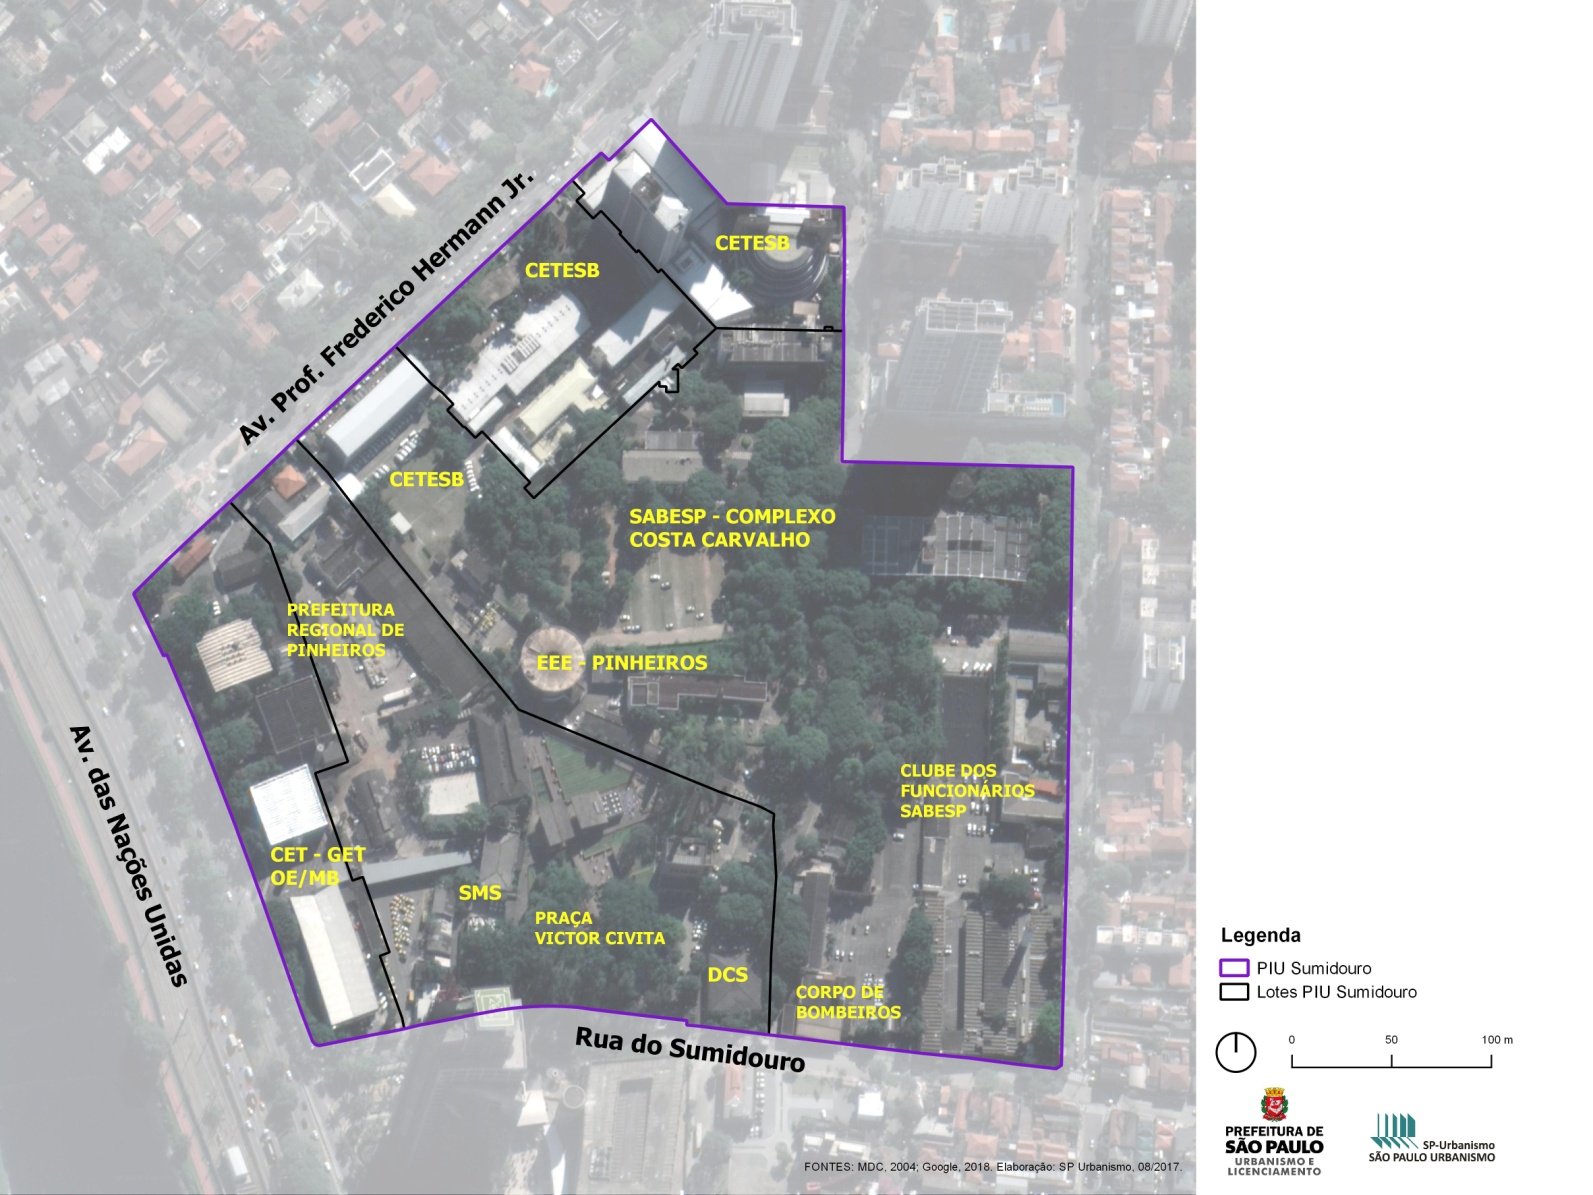 Av. Prof. Frederico Hermann Jr.
CETESB
CETESB
CETESB
SABESP - COMPLEXO
COSTA CARVALHO
PREFEITURA
REGIONAL DE
PINHEIROS
EEE - PINHEIROS
Av. das Nações Unidas
CLUBE DOS
FUNCIONÁRIOS
SABESP
CET - GET
OE/MB
SMS
PRAÇA
VICTOR CIVITA
DCS
CORPO DE
BOMBEIROS
Rua do Sumidouro
FONTES: MDC, 2004; Google, 2018. Elaboração: SP Urbanismo, 08/2017.
Legenda
PIU Sumidouro
Lotes PIU Sumidouro
0 50 100 m
PREFEITURA DE
SÃO PAULO
URBANISMO E
LICENCIAMENTO
SP-Urbanismo
SÃO PAULO URBANISMO